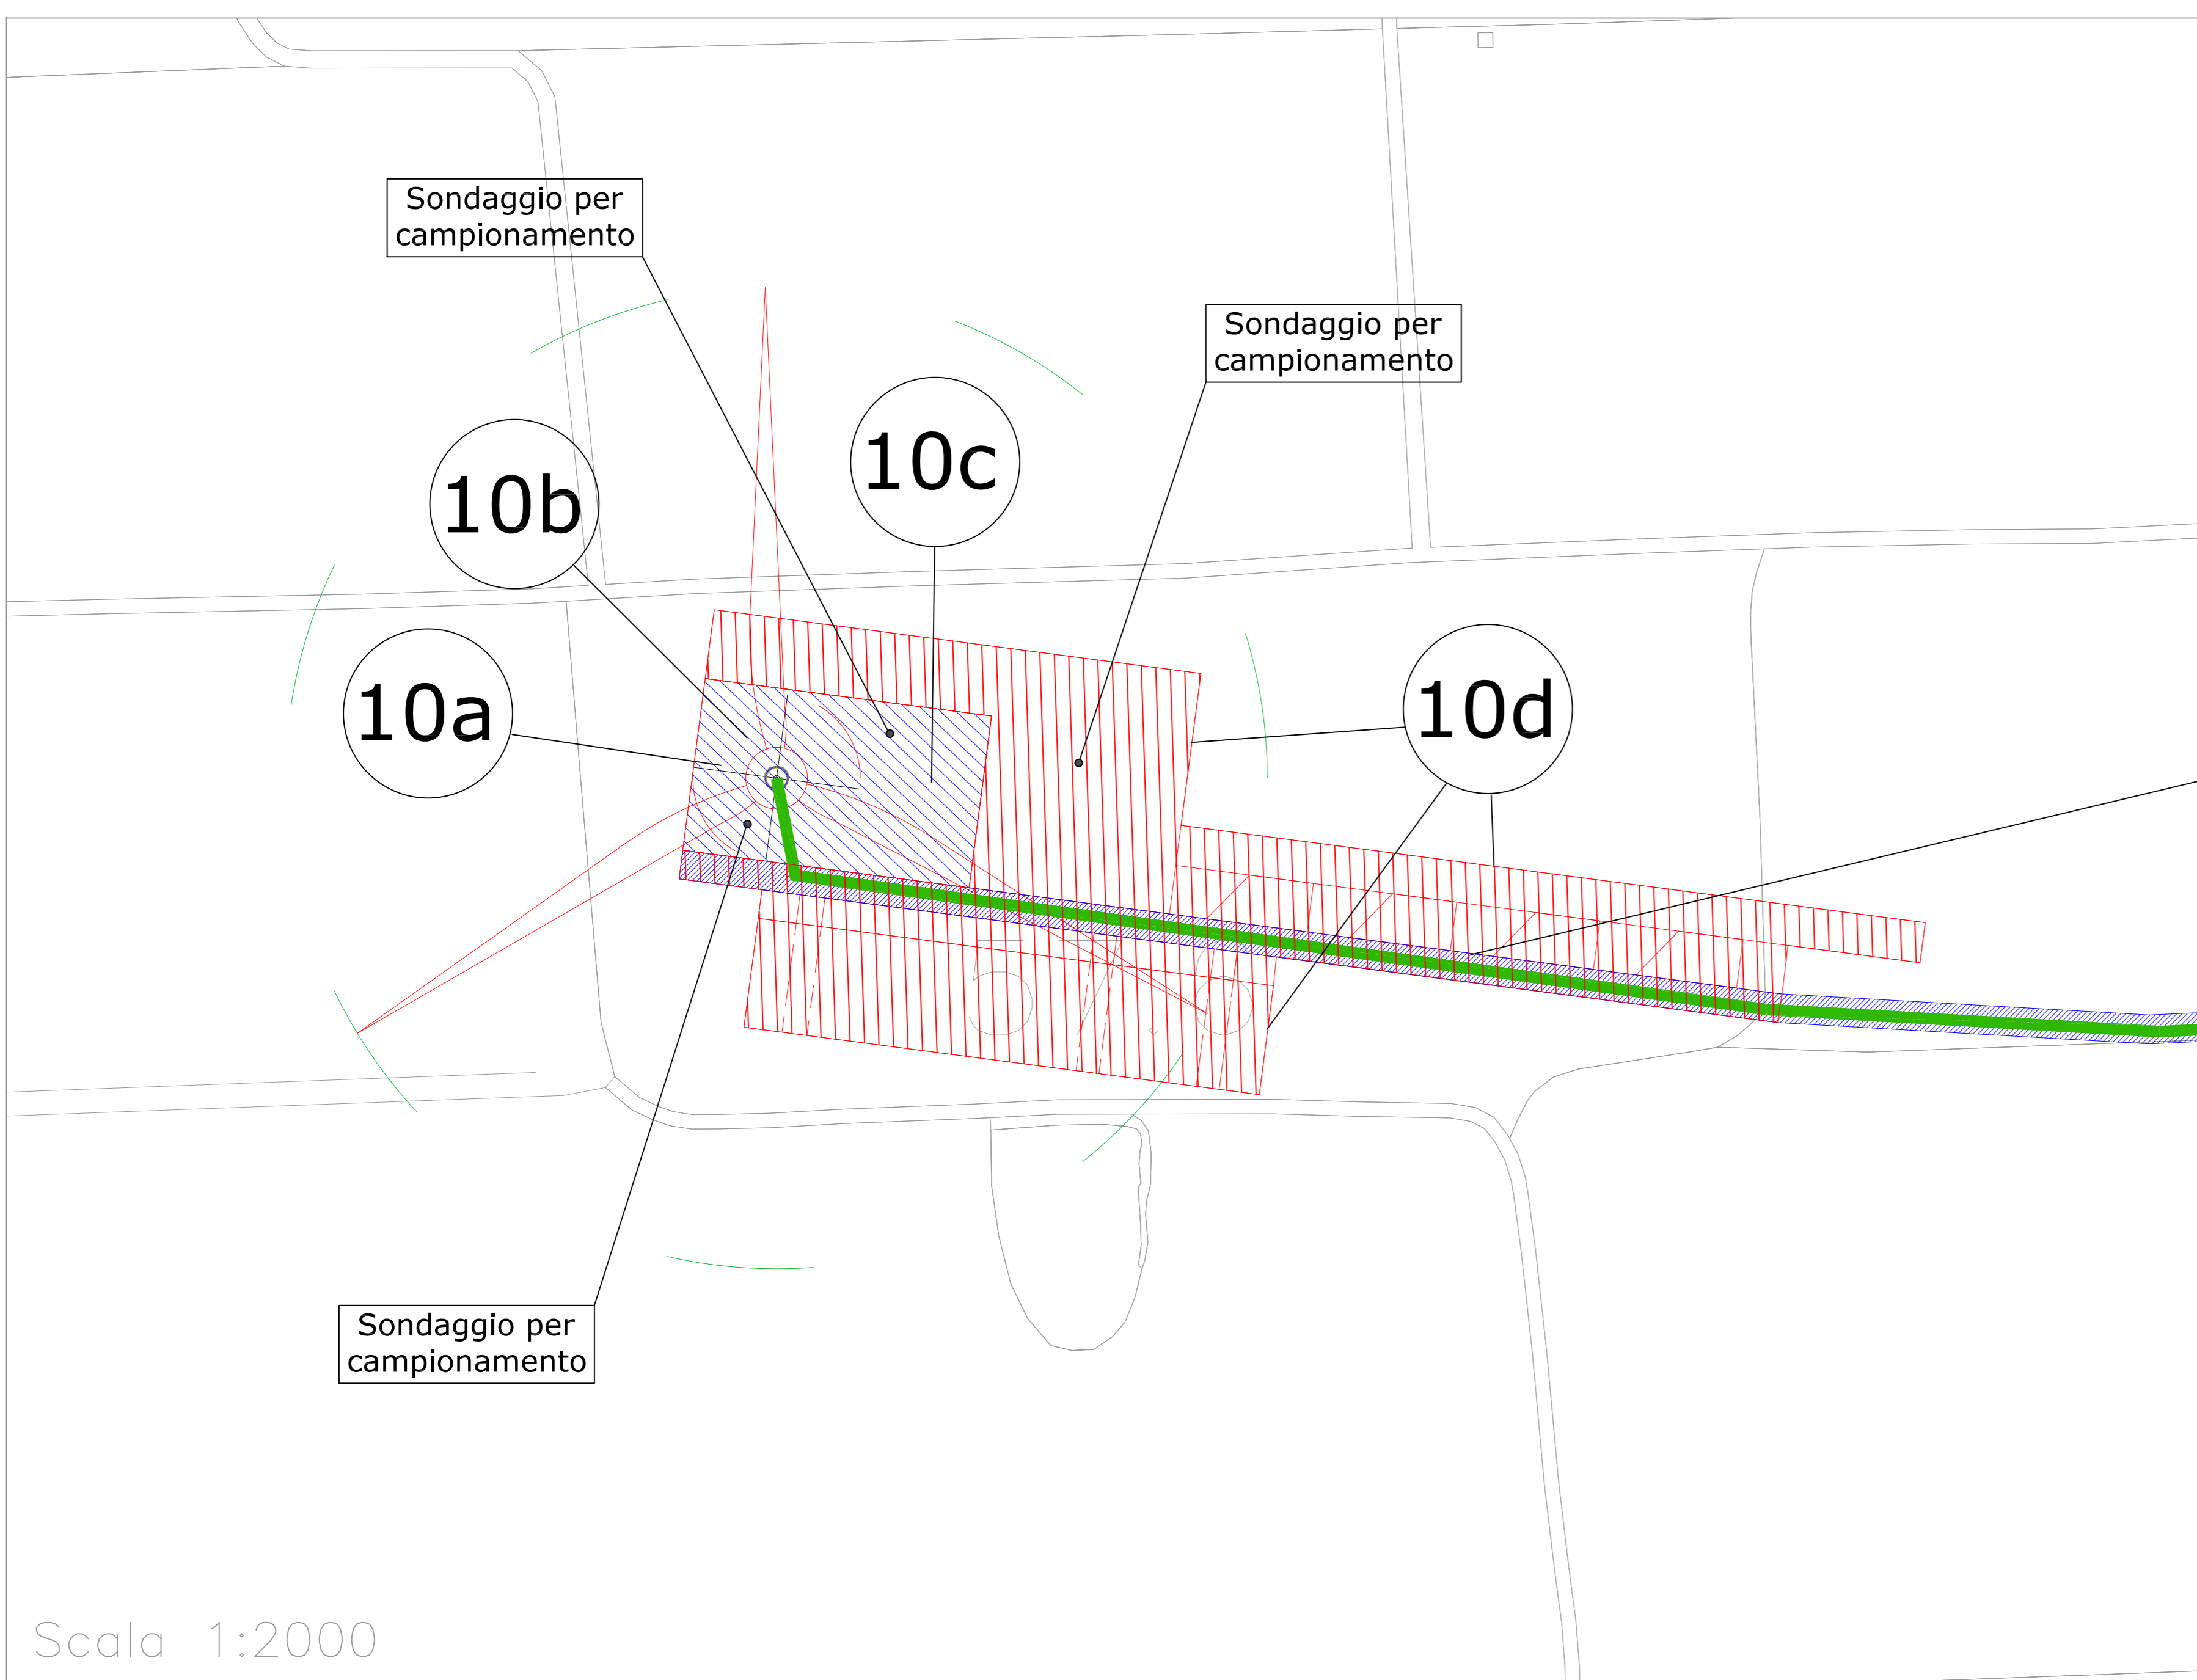 Sondaggio per
campionamento
Sondaggio per
campionamento
10c
10b
10d
10a
Sondaggio per
campionamento
Scala 1:2000